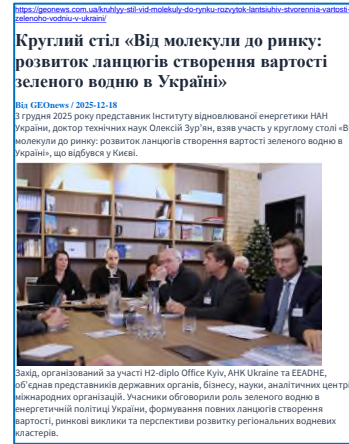 https://geonews.com.ua/kruhlyy-stil-vid-molekuly-do-rynku-rozvytok-lantsiuhiv-stvorennia-vartosti-
zelenoho-vodniu-v-ukraini/
Круглий стіл «Від молекули до ринку:
розвиток ланцюгів створення вартості
зеленого водню в Україні»
Від GEOnews / 2025-12-18
3 грудня 2025 року представник Інституту відновлюваної енергетики НАН
України, доктор технічних наук Олексій Зур'ян, взяв участь у круглому столі «В
молекули до ринку: розвиток ланцюгів створення вартості зеленого водню в
Україні», що відбувся у Києві.
Захід, організований за участі H2-diplo Office Kyiv, AHK Ukraine та EEADHE,
об'єднав представників державних органів, бізнесу, науки, аналітичних центрі
міжнародних організацій. Учасники обговорили роль зеленого водню в
енергетичній політиці України, формування повних ланцюгів створення
вартості, ринкові виклики та перспективи розвитку регіональних водневих
кластерів.